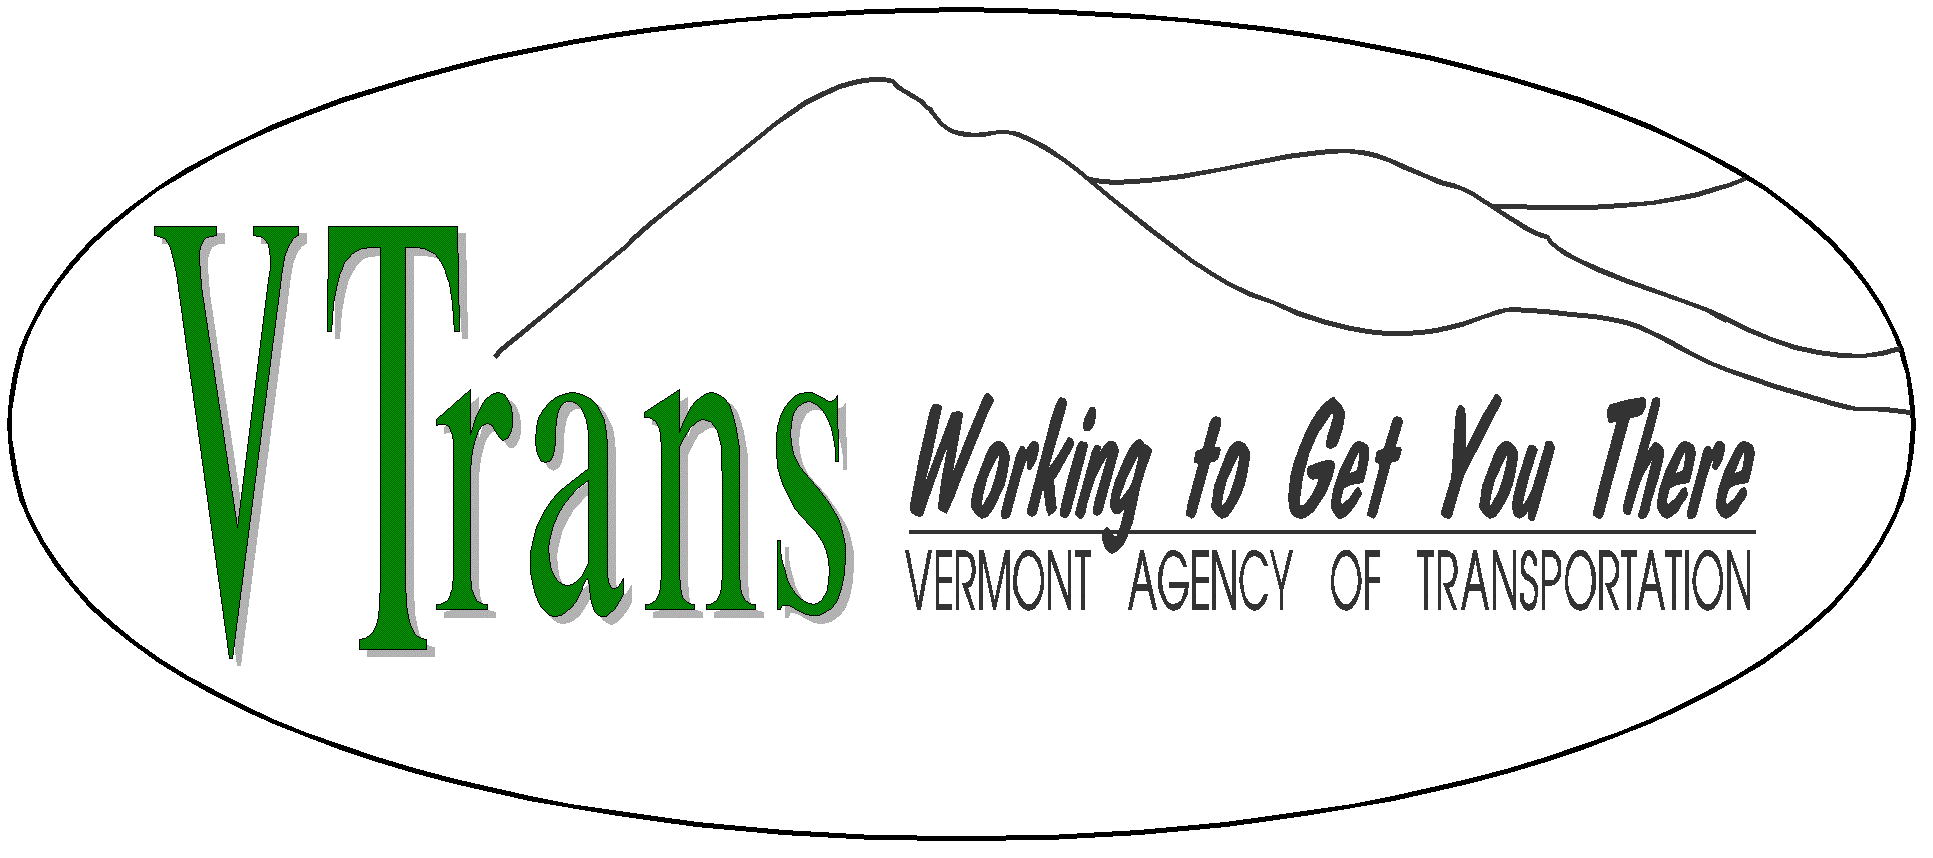 VTrans
Working to Get You There
VERMONT AGENCY OF TRANSPORTATION